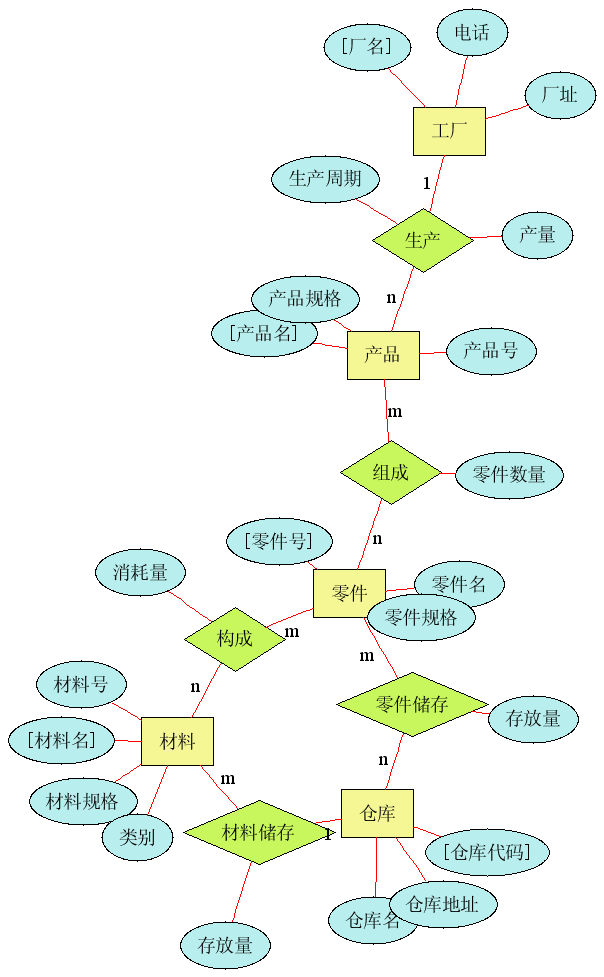 电话
[厂名]
厂址
工厂
生产周期
1
生产
产量
n
产品规格
[产品名]
产品
产品号
m
组成
零件数量
[零件号]
n
消耗量
零件
零件名
零件规格
构成
m
m
n
材料号
零件储存
存放量
[材料名]
材料
n
m
材料规格
仓库
类别
材料储存
1
[仓库代码]
仓库名
仓库地址
存放量